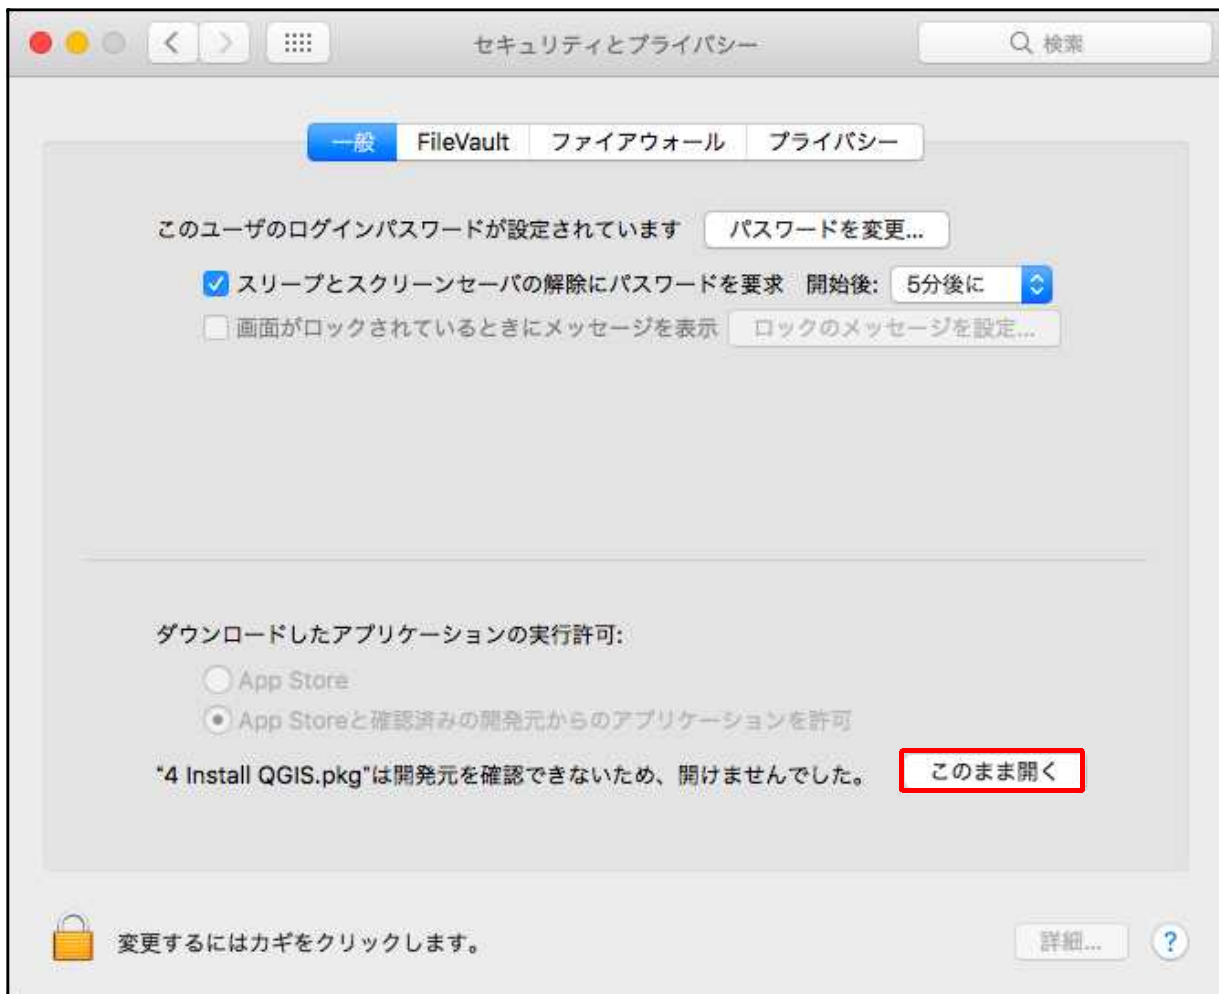 セキュリティとプライバシー
検索
一般 FileVault ファイアウォール プライバシー
このユーザのログインパスワードが設定されています パスワードを変更...
スリープとスクリーンセーバの解除にパスワードを要求 開始後: 5分後に
画面がロックされているときにメッセージを表示 ロックのメッセージを設定...
ダウンロードしたアプリケーションの実行許可:
App Store
App Storeと確認済みの開発元からのアプリケーションを許可
“4 Install QGIS.pkg”は開発元を確認できないため、開けませんでした。 このまま開く
変更するにはカギをクリックします。 詳細... ?